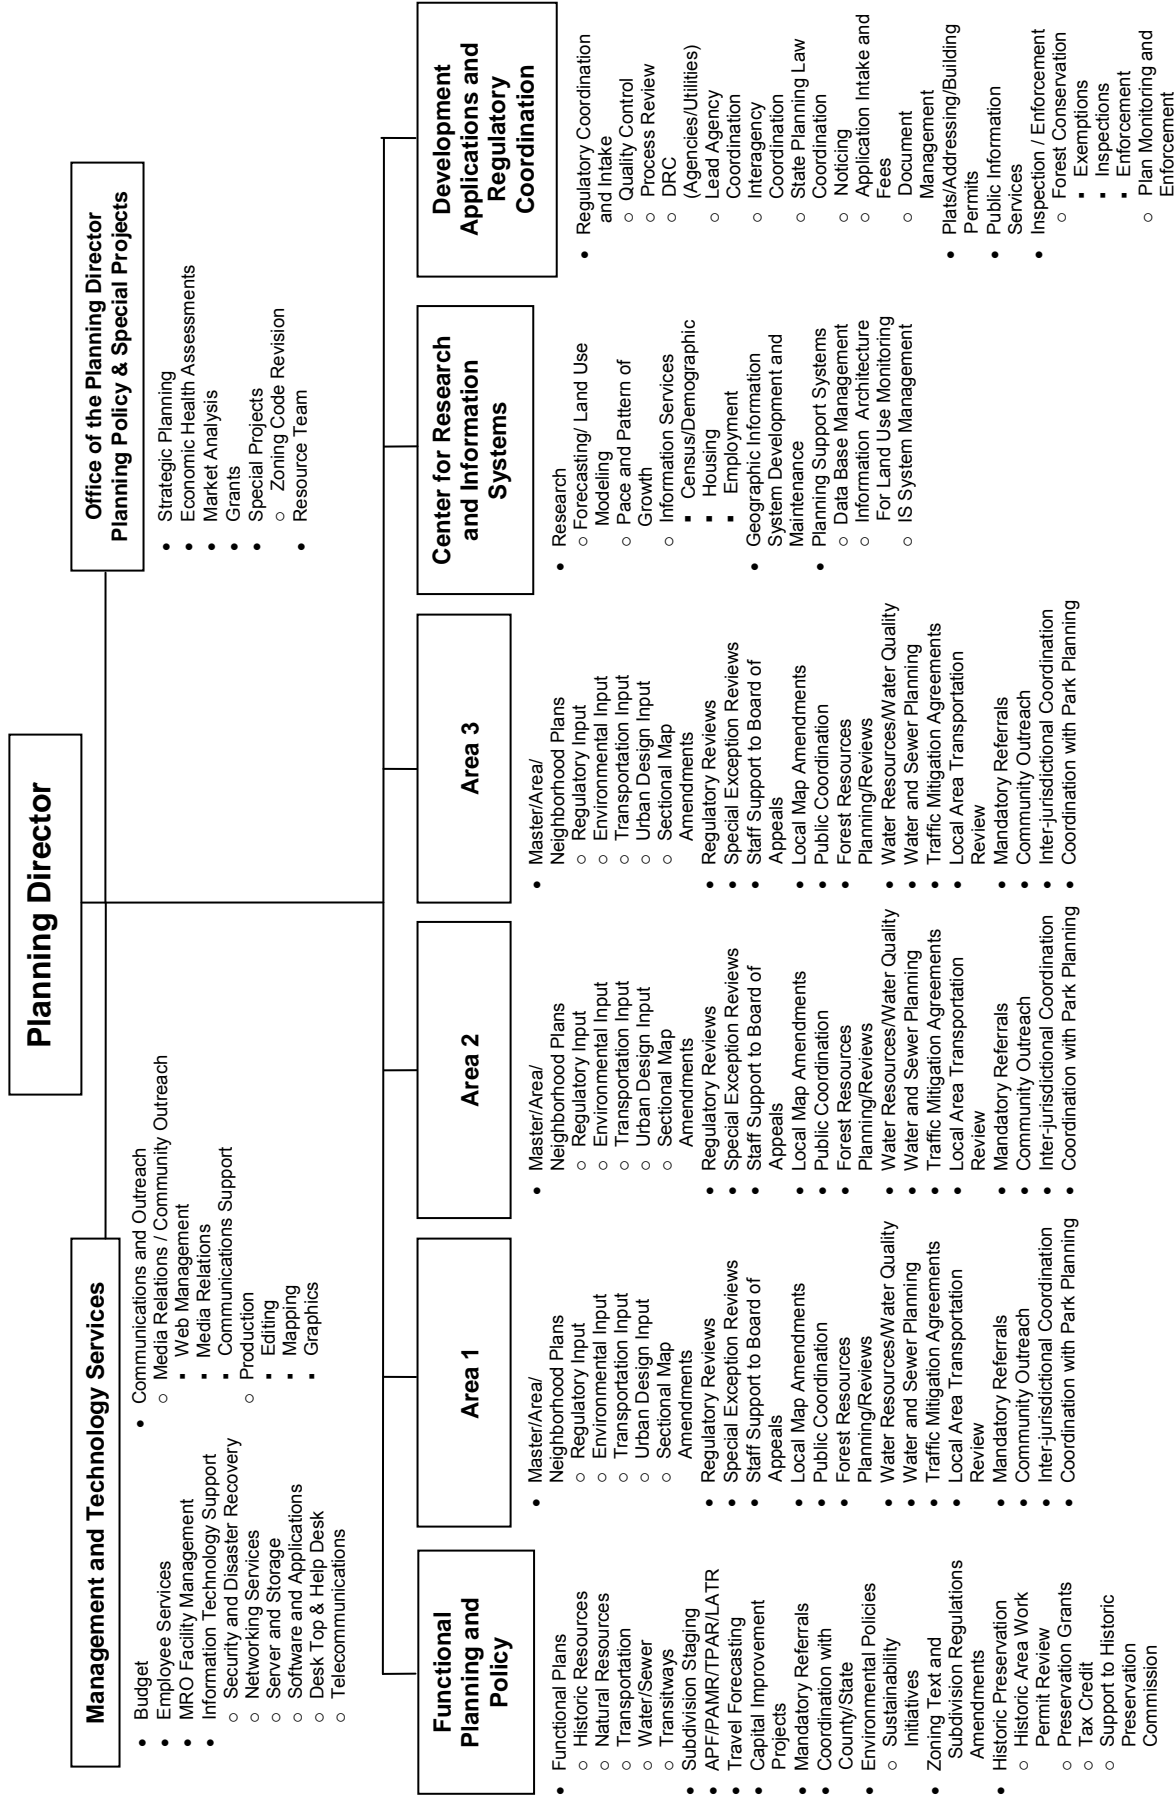 Planning Director
Management and Technology Services
• Budget
• Employee Services
• MRO Facility Management
• Information Technology Support
○ Security and Disaster Recovery
○ Networking Services
○ Server and Storage
○ Software and Applications
○ Desk Top & Help Desk
○ Telecommunications
• Communications and Outreach
○ Media Relations / Community Outreach
▪ Web Management
▪ Media Relations
▪ Communications Support
○ Production
▪ Editing
▪ Mapping
▪ Graphics
Office of the Planning Director
Planning Policy & Special Projects
• Strategic Planning
• Economic Health Assessments
• Market Analysis
• Grants
• Special Projects
○ Zoning Code Revision
• Resource Team
Functional
Planning and
Policy
• Functional Plans
○ Historic Resources
○ Natural Resources
○ Transportation
○ Water/Sewer
○ Transitways
• Subdivision Staging
• APF/PAMR/TPAR/LATR
• Travel Forecasting
• Capital Improvement
Projects
• Mandatory Referrals
• Coordination with
County/State
• Environmental Policies
○ Sustainability
Initiatives
• Zoning Text and
Subdivision Regulations
Amendments
• Historic Preservation
○ Historic Area Work
Permit Review
○ Preservation Grants
○ Tax Credit
○ Support to Historic
Preservation
Commission
Area 1
• Master/Area/
Neighborhood Plans
○ Regulatory Input
○ Environmental Input
○ Transportation Input
○ Urban Design Input
○ Sectional Map
Amendments
• Regulatory Reviews
• Special Exception Reviews
• Staff Support to Board of
Appeals
• Local Map Amendments
• Public Coordination
• Forest Resources
Planning/Reviews
• Water Resources/Water Quality
• Water and Sewer Planning
• Traffic Mitigation Agreements
• Local Area Transportation
Review
• Mandatory Referrals
• Community Outreach
• Inter-jurisdictional Coordination
• Coordination with Park Planning
Area 2
• Master/Area/
Neighborhood Plans
○ Regulatory Input
○ Environmental Input
○ Transportation Input
○ Urban Design Input
○ Sectional Map
Amendments
• Regulatory Reviews
• Special Exception Reviews
• Staff Support to Board of
Appeals
• Local Map Amendments
• Public Coordination
• Forest Resources
Planning/Reviews
• Water Resources/Water Quality
• Water and Sewer Planning
• Traffic Mitigation Agreements
• Local Area Transportation
Review
• Mandatory Referrals
• Community Outreach
• Inter-jurisdictional Coordination
• Coordination with Park Planning
Area 3
• Master/Area/
Neighborhood Plans
○ Regulatory Input
○ Environmental Input
○ Transportation Input
○ Urban Design Input
○ Sectional Map
Amendments
• Regulatory Reviews
• Special Exception Reviews
• Staff Support to Board of
Appeals
• Local Map Amendments
• Public Coordination
• Forest Resources
Planning/Reviews
• Water Resources/Water Quality
• Water and Sewer Planning
• Traffic Mitigation Agreements
• Local Area Transportation
Review
• Mandatory Referrals
• Community Outreach
• Inter-jurisdictional Coordination
• Coordination with Park Planning
Center for Research
and Information
Systems
• Research
○ Forecasting/ Land Use
Modeling
○ Pace and Pattern of
Growth
○ Information Services
▪ Census/Demographic
▪ Housing
▪ Employment
• Geographic Information
System Development and
Maintenance
• Planning Support Systems
○ Data Base Management
○ Information Architecture
For Land Use Monitoring
○ IS System Management
Development
Applications and
Regulatory
Coordination
• Regulatory Coordination
and Intake
○ Quality Control
○ Process Review
○ DRC
(Agencies/Utilities)
○ Lead Agency
Coordination
○ Interagency
Coordination
○ State Planning Law
Coordination
○ Noticing
○ Application Intake and
Fees
○ Document
Management
• Plats/Addressing/Building
Permits
• Public Information
Services
• Inspection / Enforcement
○ Forest Conservation
▪ Exemptions
▪ Inspections
▪ Enforcement
○ Plan Monitoring and
Enforcement